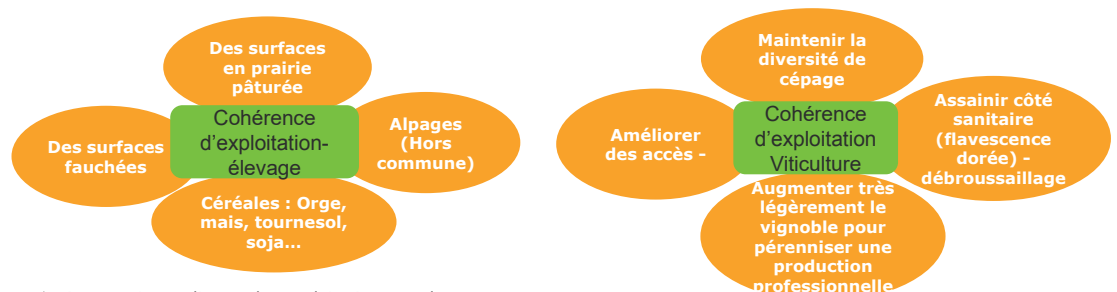 Des surfaces
en prairie
pâturée
Des surfaces
fauchées
Cohérence
d'exploitation-
élevage
Alpages
(Hors
commune)
Céréales : Orge,
mais, tournesol,
soja...
Maintenir la
diversité de
cépage
Améliorer
des accès –
Cohérence
d'exploitation
Viticulture
Assainir côté
sanitaire
(flavescence
dorée) -
débroussaillage
Augmenter très
légèrement le
vignoble pour
pérenniser une
production
professionnelle